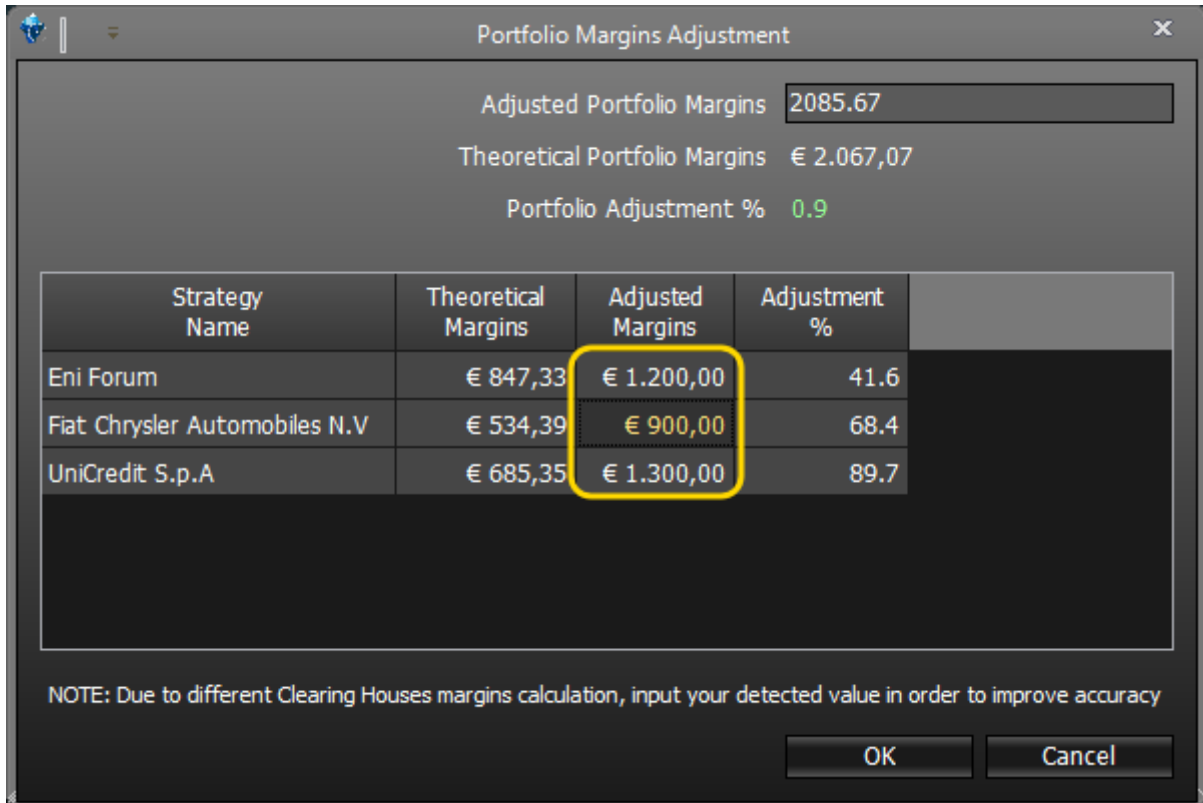 Portfolio Margins Adjustment
Adjusted Portfolio Margins 2085.67
Theoretical Portfolio Margins € 2.067,07
Portfolio Adjustment % 0.9
Strategy Name Theoretical Margins Adjusted Margins Adjustment %
Eni Forum € 847,33 € 1.200,00 41.6
Fiat Chrysler Automobiles N.V € 534,39 € 900,00 68.4
UniCredit S.p.A € 685,35 € 1.300,00 89.7
NOTE: Due to different Clearing Houses margins calculation, input your detected value in order to improve accuracy
OK Cancel